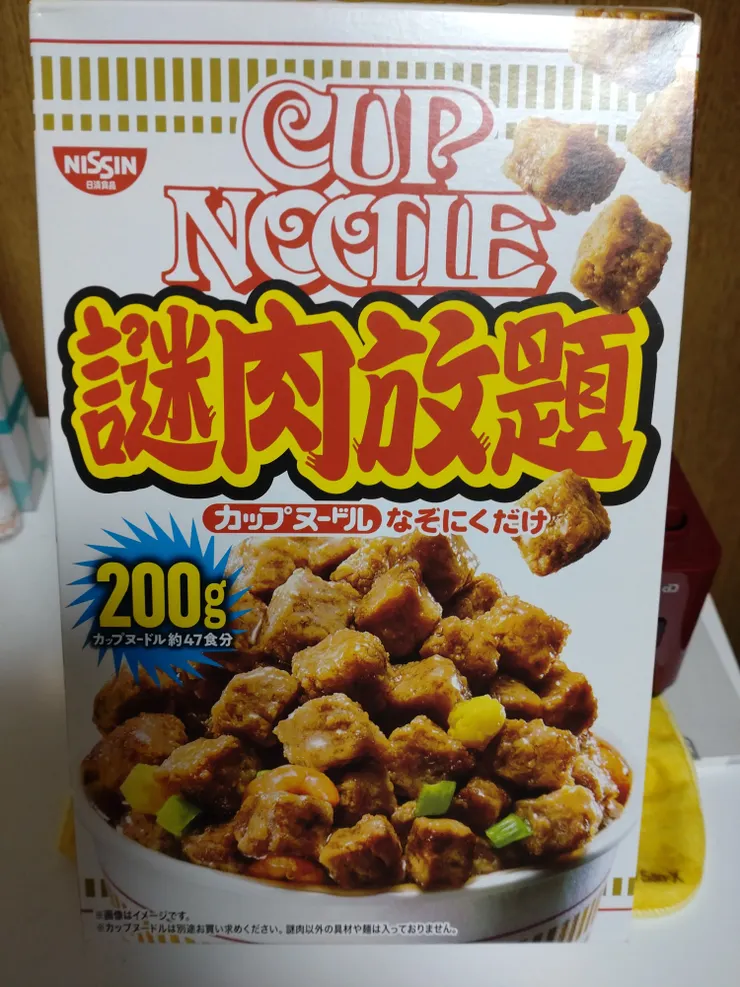 CUP
NISSIN
日清食品
NOODLE
謎肉放題
カップヌードル なぞにくだけ
200g
カップヌードル 約47食分
※画像はイメージです。
※カップヌードルは別途お買い求めください。謎肉以外の具材や麺は入っておりません。
San-X